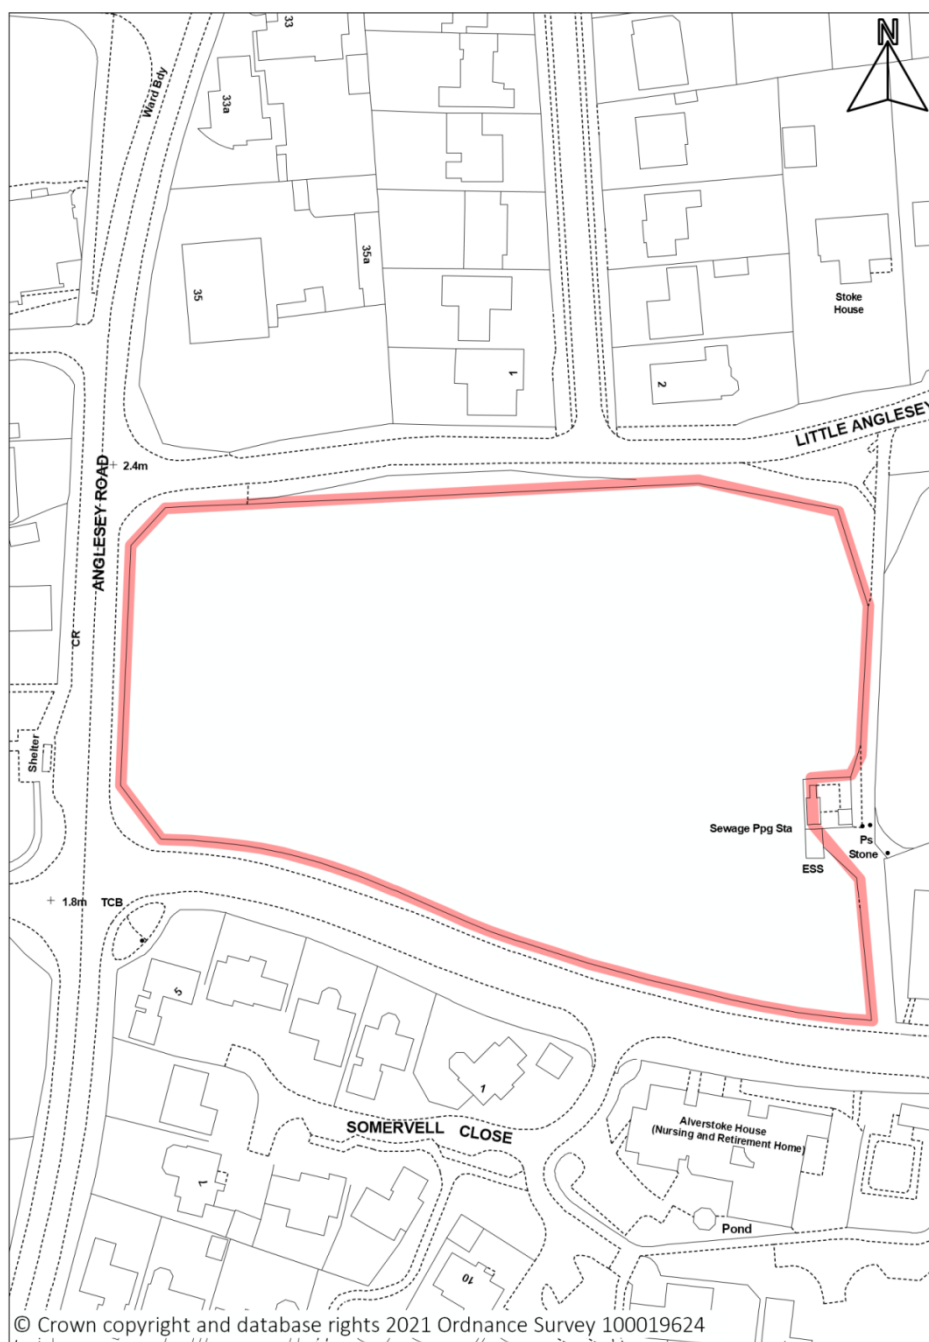 33
N
Ward Bdy
33a
35a
35
Stoke
House
1
2
LITTLE ANGLESEY
2.4m
ANGLESEY ROAD
CR
Shelter
Sewage Ppg Sta
Ps
Stone
ESS
1.8m TCB
5
1
SOMERVELL CLOSE
Alverstoke House
(Nursing and Retirement Home)
7
Pond
10
© Crown copyright and database rights 2021 Ordnance Survey 100019624